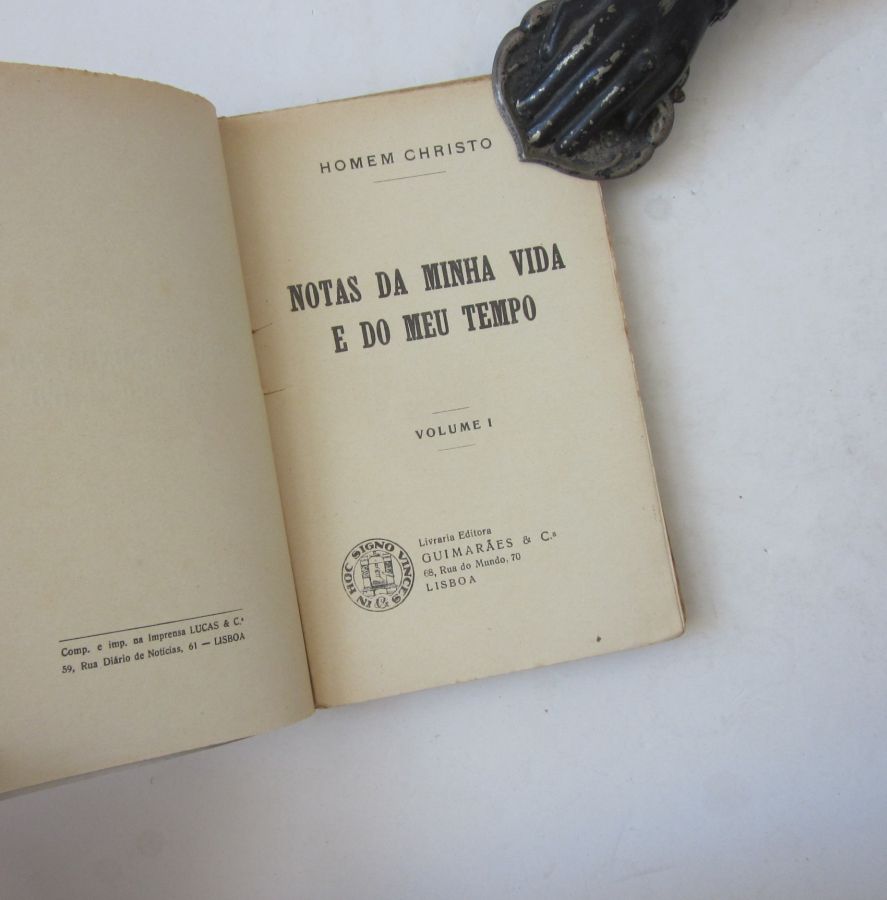 Comp. e imp. na Imprensa LUCAS & C.ª
59, Rua Diário de Notícias, 61 — LISBOA
HOMEM CHRISTO
NOTAS DA MINHA VIDA
E DO MEU TEMPO
VOLUME I
IN HOC SIGNO VINCES
Livraria Editora
GUIMARÃES & C.ª
68, Rua do Mundo, 70
LISBOA